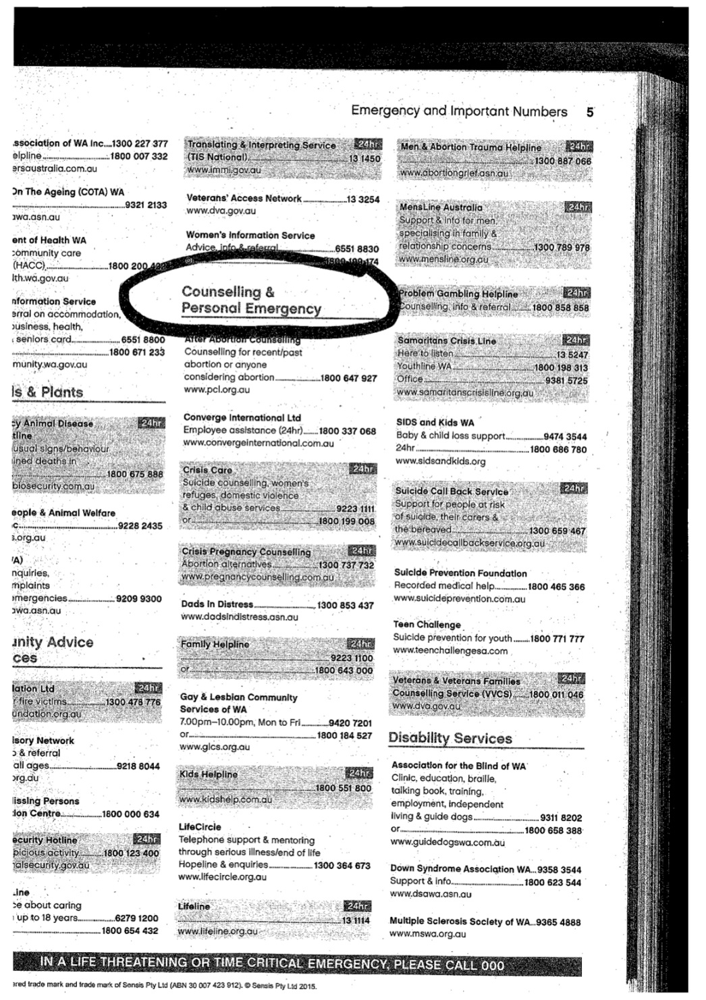 Emergency and Important Numbers 5
ssociation of WA Inc....1300 227 377
elpline...1800 007 332
ersaustralia.com.au
On The Ageing (COTA) WA
...9321 2133
wa.asn.au
ent of Health WA
community care
(HACC)...1800 200
lth.wa.gov.au
nformation Service
erral on accommodation,
business, health,
seniors card...6551 8800
...1800 671 233
munity.wa.gov.au
ls & Plants
cy Animal Disease 24hr
tline
usual signs/behaviour
ined deaths in
...1800 675 888
biosecurity.com.au
eople & Animal Welfare
c...9228 2435
s.org.au
/A)
nquiries,
mplaints
emergencies...9209 9300
owa.asn.au
unity Advice
ces
lation Ltd 24hr
r fire victims...1300 478 776
undation.org.au
isory Network
o & referral
all ages...9218 8044
org.au
lissing Persons
ion Centre...1800 000 634
ecurity Hotline 24hr
picious activity...1800 123 400
nalsecurity.gov.au
Line
ce about caring
up to 18 years...6279 1200
...1800 654 432
Translating & Interpreting Service 24hr
(TIS National)...13 1450
www.immi.gov.au
Veterans' Access Network...13 3254
www.dva.gov.au
Women's Information Service
Advice, info & referral...6551 8830
or...1800 199 174
Counselling &
Personal Emergency
After Abortion Counselling
Counselling for recent/past
abortion or anyone
considering abortion...1800 647 927
www.pcl.org.au
Converge International Ltd
Employee assistance (24hr)...1800 337 068
www.convergeinternational.com.au
Crisis Care 24hr
Suicide counselling, women's
refuges, domestic violence
& child abuse services...9223 1111
or...1800 199 008
Crisis Pregnancy Counselling 24hr
Abortion alternatives...1300 737 732
www.pregnancycounselling.com.au
Dads In Distress...1300 853 437
www.dadsindistress.asn.au
Family Helpline 24hr
...9223 1100
or...1800 643 000
Gay & Lesbian Community
Services of WA
7.00pm–10.00pm, Mon to Fri...9420 7201
or...1800 184 527
www.glcs.org.au
Kids Helpline 24hr
...1800 551 800
www.kidshelp.com.au
LifeCircle
Telephone support & mentoring
through serious illness/end of life
Hopeline & enquiries...1300 364 673
www.lifecircle.org.au
Lifeline 24hr
...13 1114
www.lifeline.org.au
Men & Abortion Trauma Helpline 24hr
...1300 887 066
www.abortiongrief.asn.au
MensLine Australia 24hr
Support & info for men,
specialising in family &
relationship concerns...1300 789 978
www.mensline.org.au
Problem Gambling Helpline 24hr
Counselling, info & referral...1800 858 858
Samaritans Crisis Line 24hr
Here to listen...13 5247
Youthline WA...1800 198 313
Office...9381 5725
www.samaritanscrisisline.org.au
SIDS and Kids WA
Baby & child loss support...9474 3544
24hr...1800 686 780
www.sidsandkids.org
Suicide Call Back Service 24hr
Support for people at risk
of suicide, their carers &
the bereaved...1300 659 467
www.suicidecallbackservice.org.au
Suicide Prevention Foundation
Recorded medical help...1800 465 366
www.suicideprevention.com.au
Teen Challenge
Suicide prevention for youth...1800 771 777
www.teenchallengesa.com
Veterans & Veterans Families 24hr
Counselling Service (VVCS)...1800 011 046
www.dva.gov.au
Disability Services
Association for the Blind of WA
Clinic, education, braille,
talking book, training,
employment, independent
living & guide dogs...9311 8202
or...1800 658 388
www.guidedogswa.com.au
Down Syndrome Association WA...9358 3544
Support & info...1800 623 544
www.dsawa.asn.au
Multiple Sclerosis Society of WA...9365 4888
www.mswa.org.au
IN A LIFE THREATENING OR TIME CRITICAL EMERGENCY, PLEASE CALL 000
ered trade mark and trade mark of Sensis Pty Ltd (ABN 30 007 423 912). © Sensis Pty Ltd 2015.